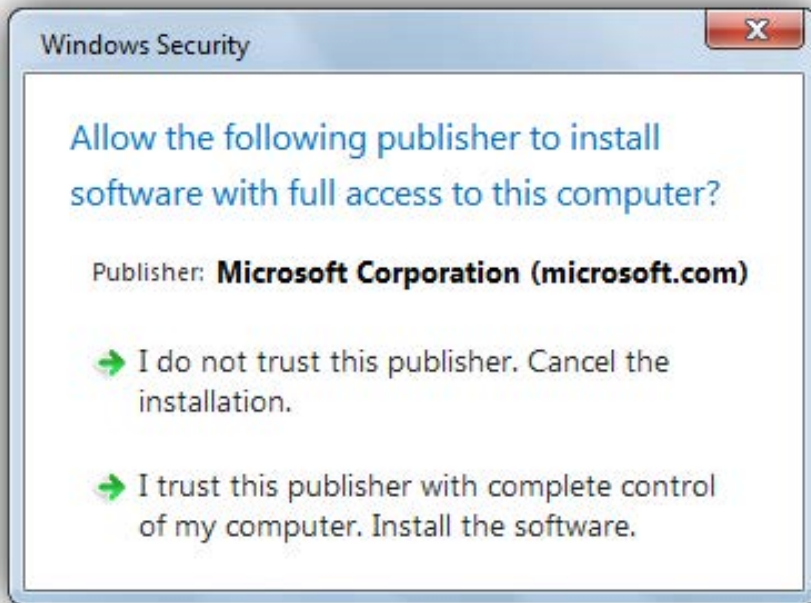 Windows Security
Allow the following publisher to install
software with full access to this computer?
Publisher: Microsoft Corporation (microsoft.com)
I do not trust this publisher. Cancel the
installation.
I trust this publisher with complete control
of my computer. Install the software.